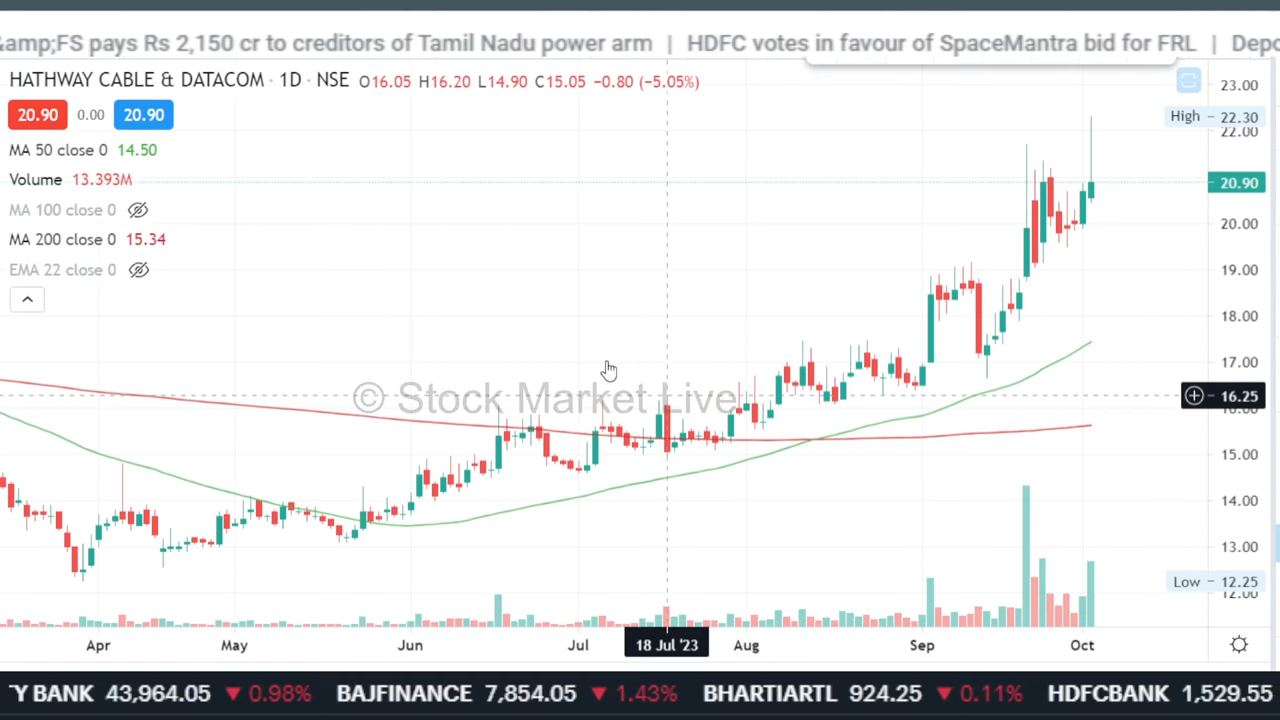 &amp;FS pays Rs 2,150 cr to creditors of Tamil Nadu power arm | HDFC votes in favour of SpaceMantra bid for FRL | Depo
HATHWAY CABLE & DATACOM · 1D · NSE O16.05 H16.20 L14.90 C15.05 −0.80 (−5.05%)
20.90 0.00 20.90
MA 50 close 0 14.50
Volume 13.393M
MA 100 close 0
MA 200 close 0 15.34
EMA 22 close 0
23.00
High 22.30
22.00
20.90
20.00
19.00
18.00
17.00
16.25
16.00
15.00
14.00
13.00
Low 12.25
12.00
© Stock Market Live
Apr May Jun Jul 18 Jul '23 Aug Sep Oct
Y BANK 43,964.05 ▼ 0.98% BAJFINANCE 7,854.05 ▼ 1.43% BHARTIARTL 924.25 ▼ 0.11% HDFCBANK 1,529.55